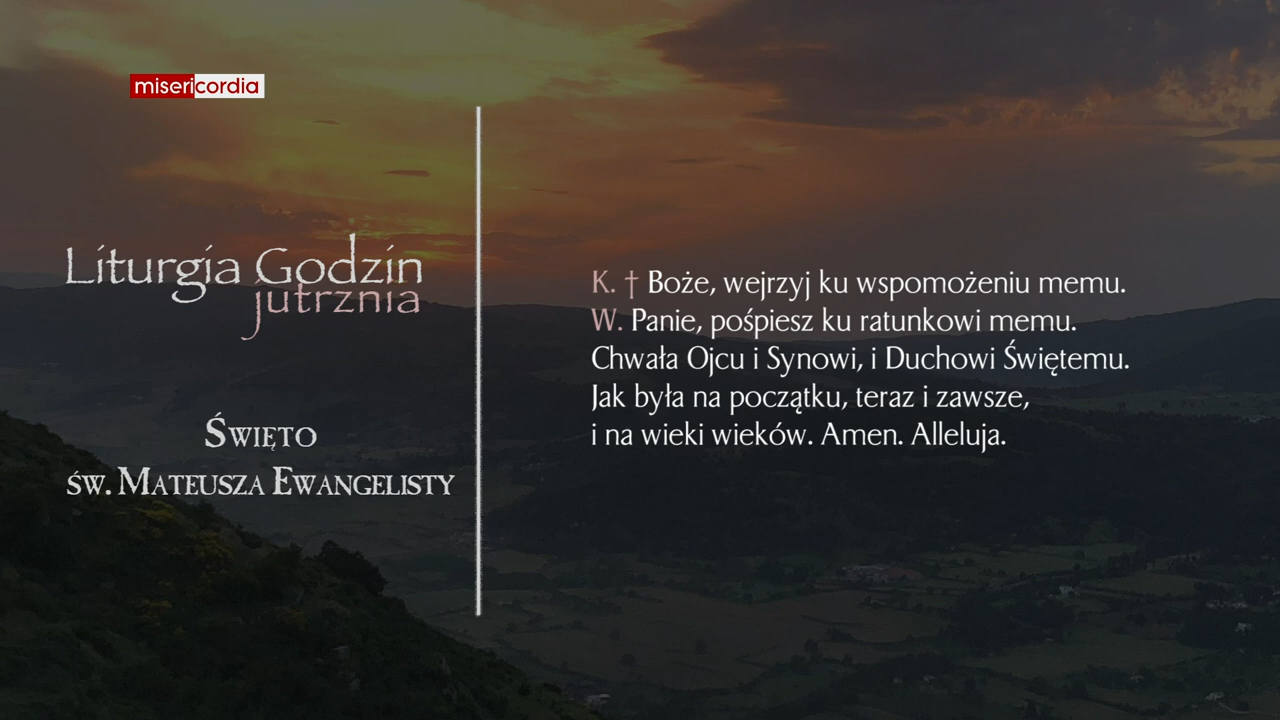 misericordia
Liturgia Godzin
jutrznia
Święto
św. Mateusza Ewangelisty
K. † Boże, wejrzyj ku wspomożeniu memu.
W. Panie, pośpiesz ku ratunkowi memu.
Chwała Ojcu i Synowi, i Duchowi Świętemu.
Jak była na początku, teraz i zawsze,
i na wieki wieków. Amen. Alleluja.